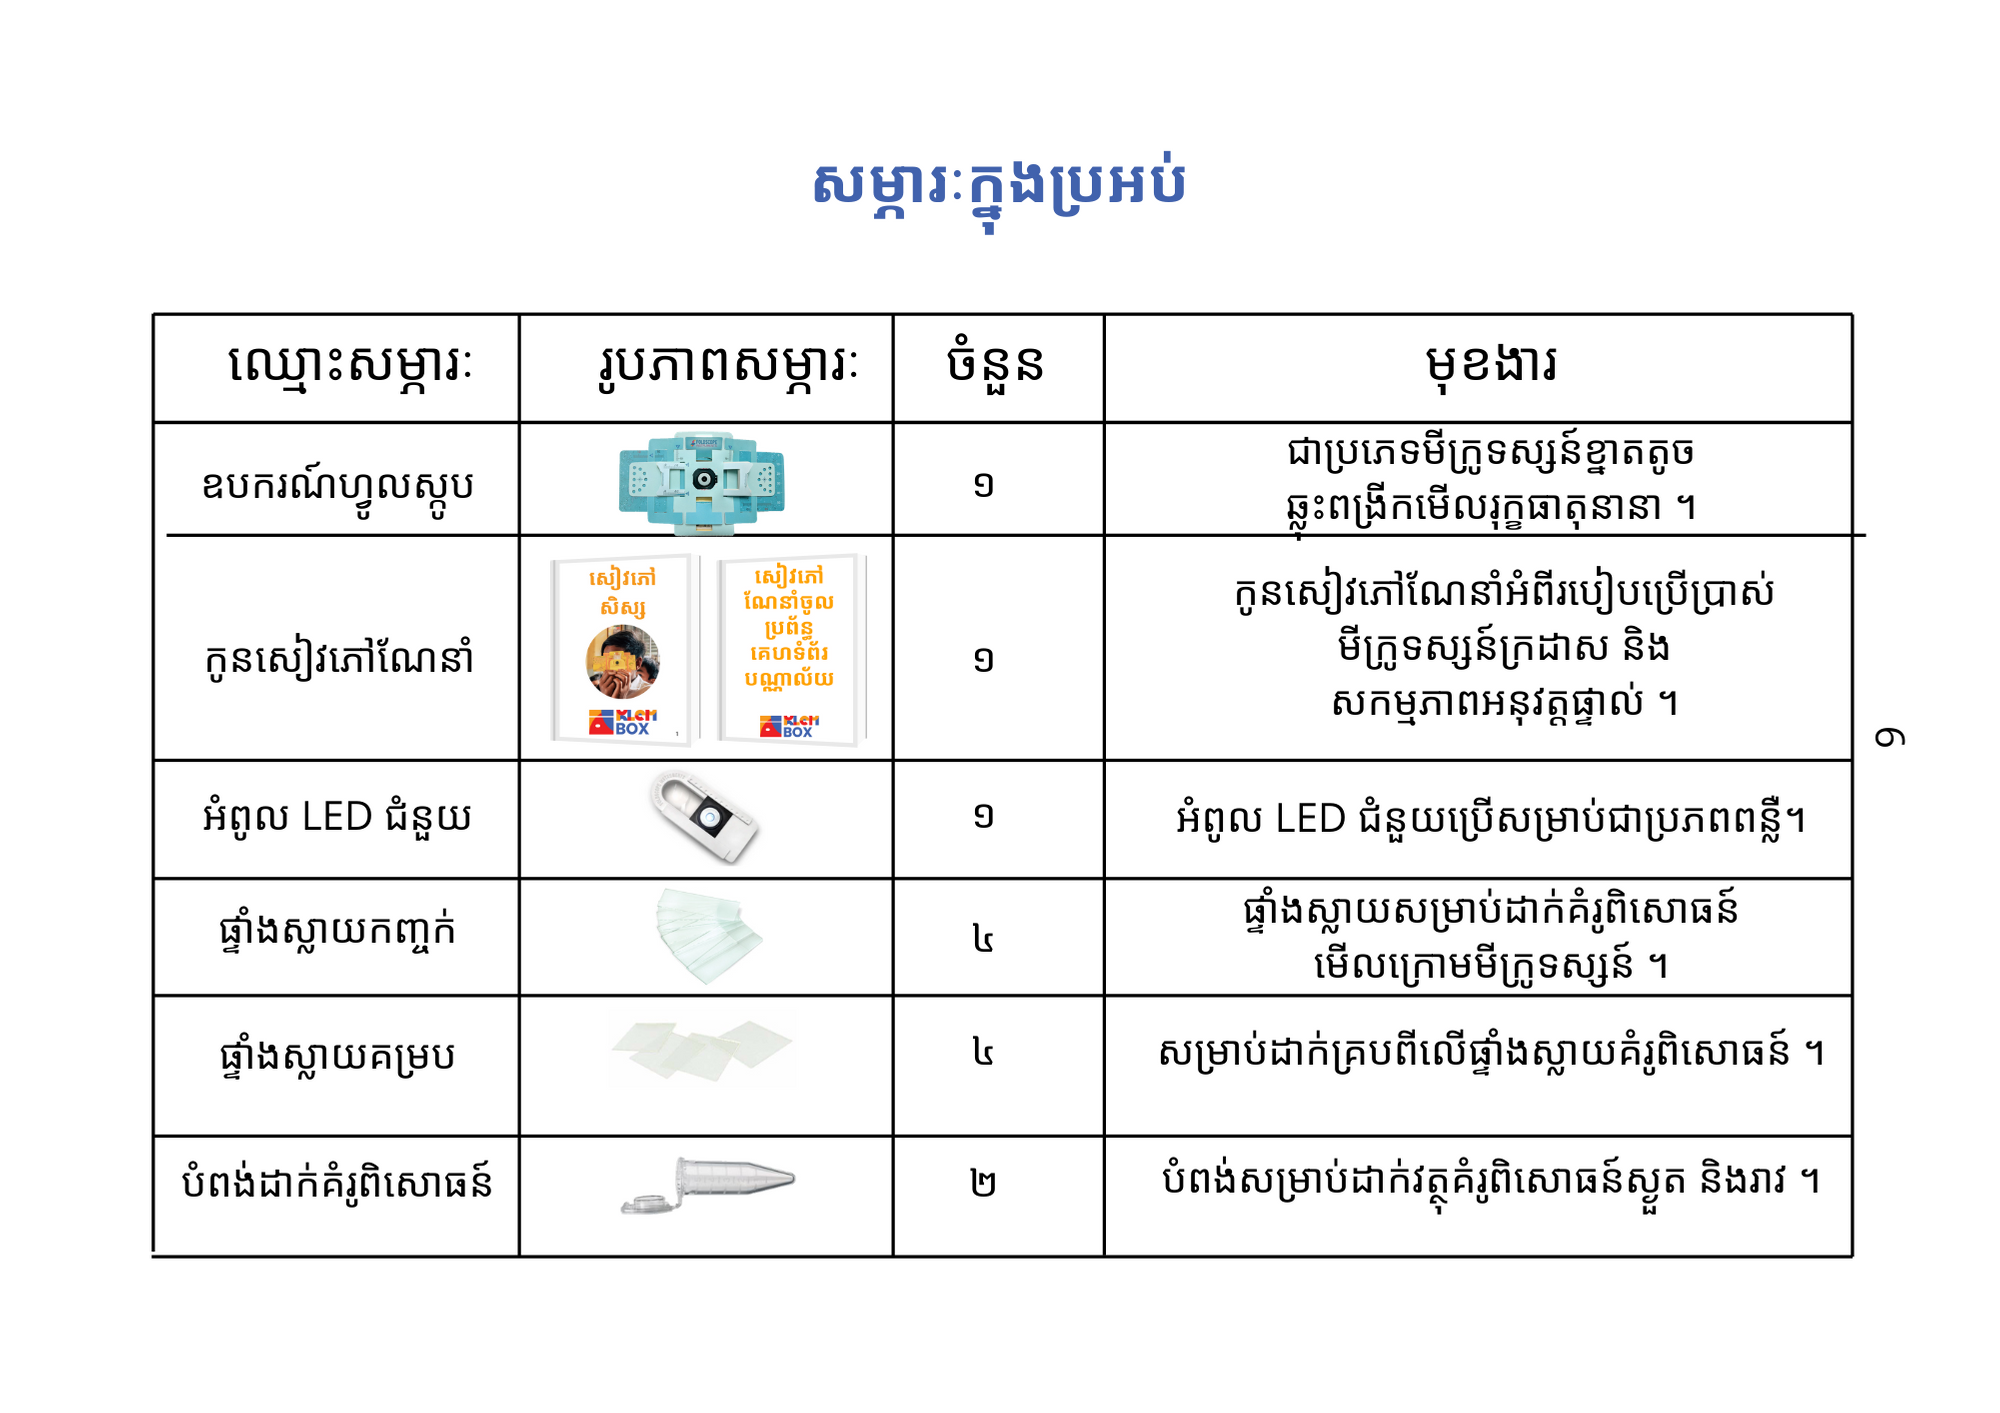 សម្ភារៈក្នុងប្រអប់
ឈ្មោះសម្ភារៈ
រូបភាពសម្ភារៈ
ចំនួន
មុខងារ
ឧបករណ៍ហ្វូលស្កូប
១
ជាប្រភេទមីក្រូទស្សន៍ខ្នាតតូច
ឆ្លុះពង្រីកមើលរុក្ខធាតុនានា ។
កូនសៀវភៅណែនាំ
សៀវភៅ
សិស្ស
XLCM
BOX
1
សៀវភៅ
ណែនាំចូល
ប្រព័ន្ធ
គេហទំព័រ
បណ្ណាល័យ
XLCM
BOX
១
កូនសៀវភៅណែនាំអំពីរបៀបប្រើប្រាស់
មីក្រូទស្សន៍ក្រដាស និង
សកម្មភាពអនុវត្តផ្ទាល់ ។
អំពូល LED ជំនួយ
១
អំពូល LED ជំនួយប្រើសម្រាប់ជាប្រភពពន្លឺ។
ផ្ទាំងស្លាយកញ្ចក់
៤
ផ្ទាំងស្លាយសម្រាប់ដាក់គំរូពិសោធន៍
មើលក្រោមមីក្រូទស្សន៍ ។
ផ្ទាំងស្លាយគម្រប
៤
សម្រាប់ដាក់គ្របពីលើផ្ទាំងស្លាយគំរូពិសោធន៍ ។
បំពង់ដាក់គំរូពិសោធន៍
២
បំពង់សម្រាប់ដាក់វត្ថុគំរូពិសោធន៍ស្ងួត និងរាវ ។
១